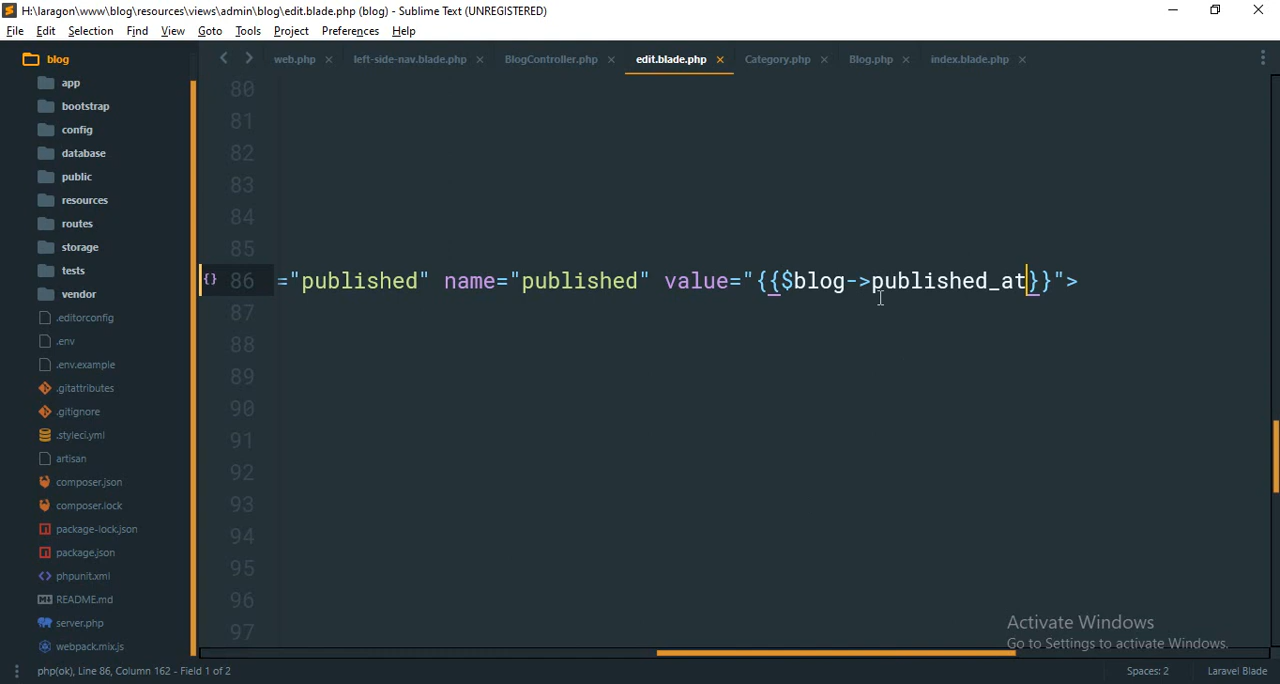 H:\laragon\www\blog\resources\views\admin\blog\edit.blade.php (blog) - Sublime Text (UNREGISTERED)
File Edit Selection Find View Goto Tools Project Preferences Help
blog
app
bootstrap
config
database
public
resources
routes
storage
tests
vendor
.editorconfig
.env
.env.example
.gitattributes
.gitignore
.styleci.yml
artisan
composer.json
composer.lock
package-lock.json
package.json
phpunit.xml
README.md
server.php
webpack.mix.js
web.php left-side-nav.blade.php BlogController.php edit.blade.php Category.php Blog.php index.blade.php
80
81
82
83
84
85
{} 86 ="published" name="published" value="{{$blog->published_at}}">
87
88
89
90
91
92
93
94
95
96
97
Activate Windows
Go to Settings to activate Windows.
php(ok), Line 86, Column 162 - Field 1 of 2 Spaces: 2 Laravel Blade